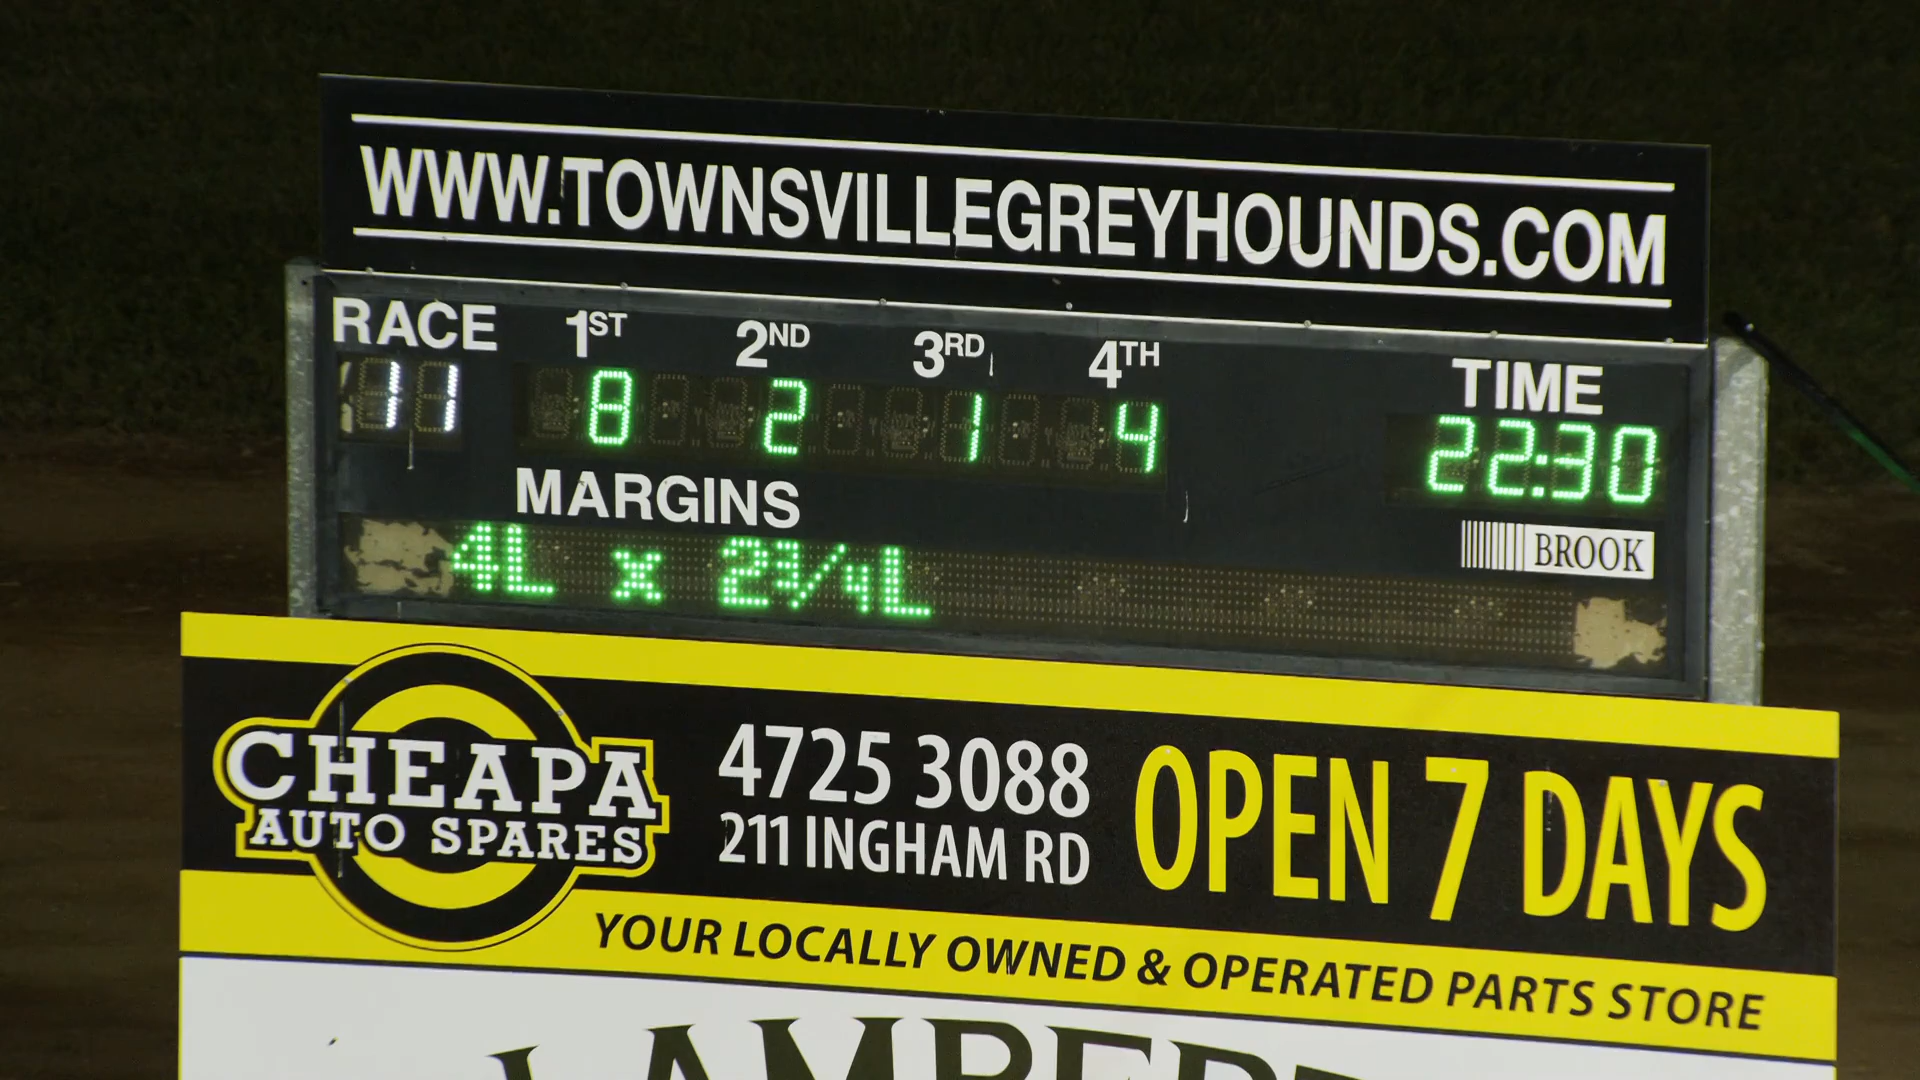 WWW.TOWNSVILLEGREYHOUNDS.COM
RACE 1ST 2ND 3RD 4TH TIME
11 8 2 1 4 22:30
MARGINS
BROOK
4L x 2¾L
CHEAPA
AUTO SPARES
4725 3088
211 INGHAM RD
OPEN 7 DAYS
YOUR LOCALLY OWNED & OPERATED PARTS STORE